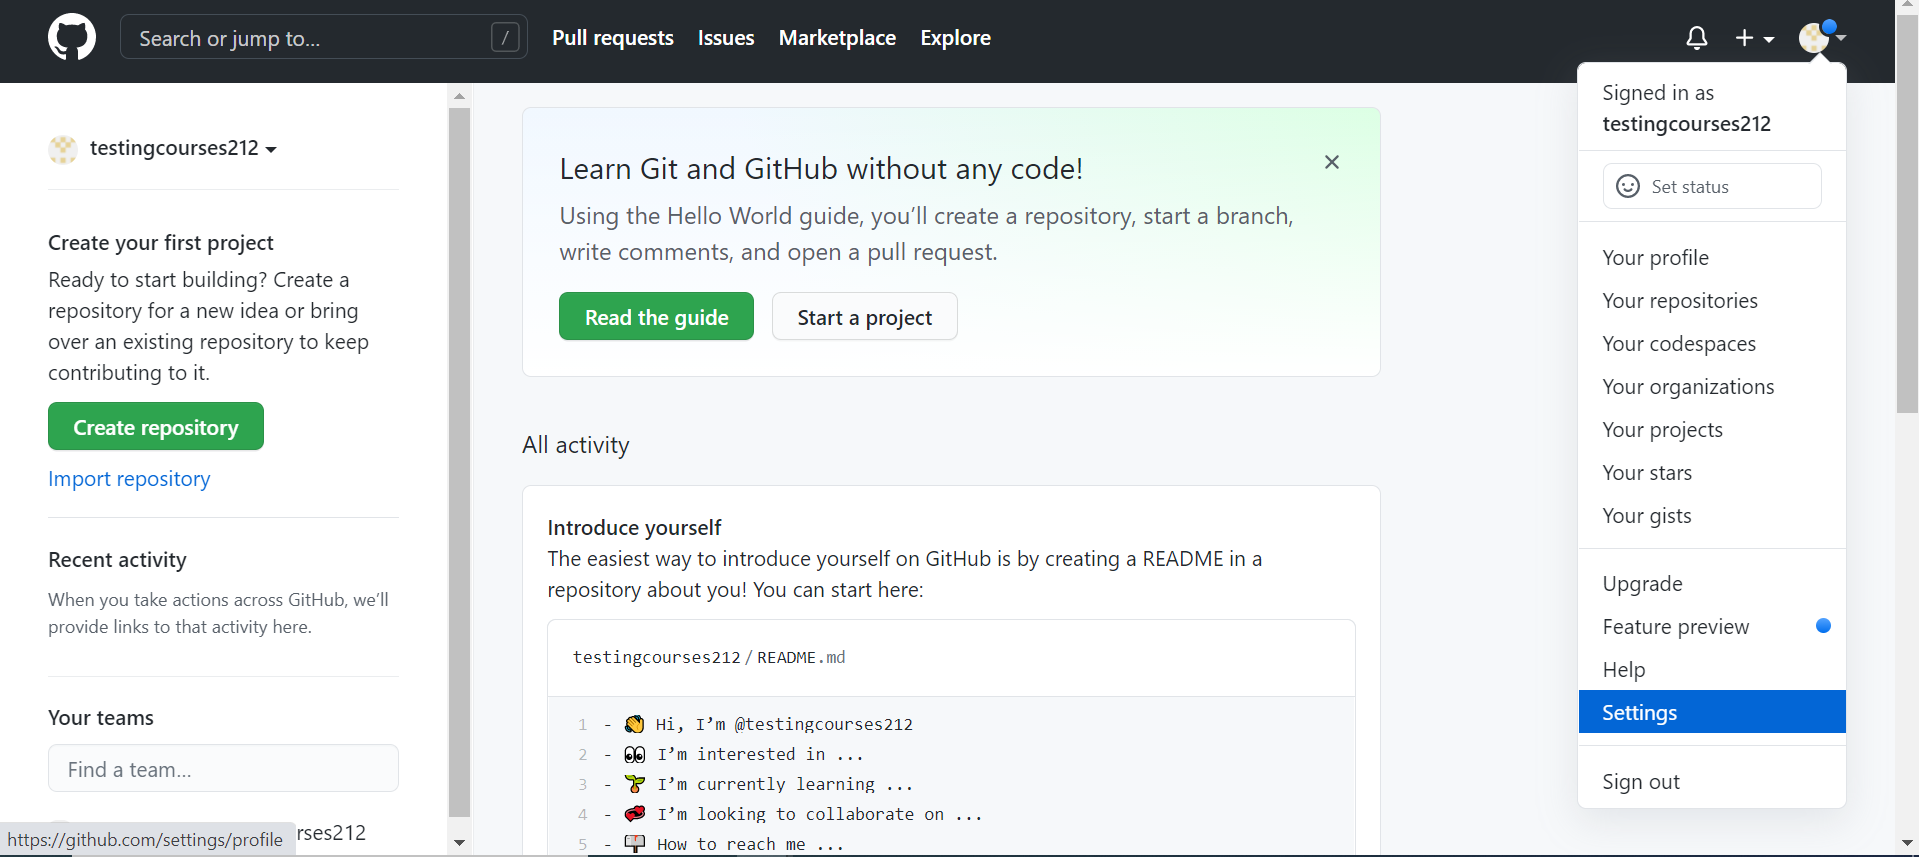 Search or jump to...
/
Pull requests
Issues
Marketplace
Explore
testingcourses212
Create your first project
Ready to start building? Create a
repository for a new idea or bring
over an existing repository to keep
contributing to it.
Create repository
Import repository
Recent activity
When you take actions across GitHub, we’ll
provide links to that activity here.
Your teams
Find a team…
rses212
https://github.com/settings/profile
Learn Git and GitHub without any code!
Using the Hello World guide, you’ll create a repository, start a branch,
write comments, and open a pull request.
Read the guide
Start a project
All activity
Introduce yourself
The easiest way to introduce yourself on GitHub is by creating a README in a
repository about you! You can start here:
testingcourses212 / README.md
1 - 👋 Hi, I’m @testingcourses212
2 - 👀 I’m interested in ...
3 - 🌱 I’m currently learning ...
4 - 💞️ I’m looking to collaborate on ...
5 - 📫 How to reach me ...
Signed in as
testingcourses212
Set status
Your profile
Your repositories
Your codespaces
Your organizations
Your projects
Your stars
Your gists
Upgrade
Feature preview
Help
Settings
Sign out